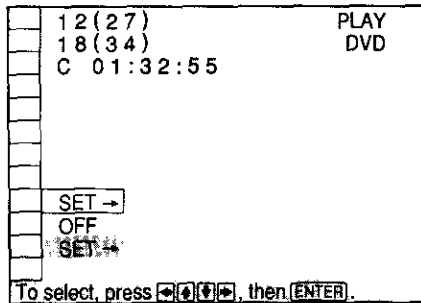 12(27) PLAY
18(34) DVD
C 01:32:55
SET →
OFF
SET →
To select, press ←↑↓→, then ENTER.